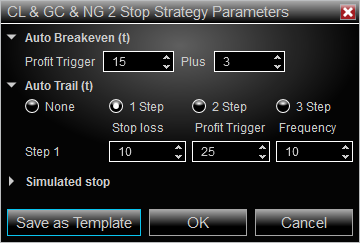 CL & GC & NG 2 Stop Strategy Parameters
Auto Breakeven (t)
Profit Trigger 15 Plus 3
Auto Trail (t)
None 1 Step 2 Step 3 Step
Stop loss Profit Trigger Frequency
Step 1 10 25 10
Simulated stop
Save as Template OK Cancel